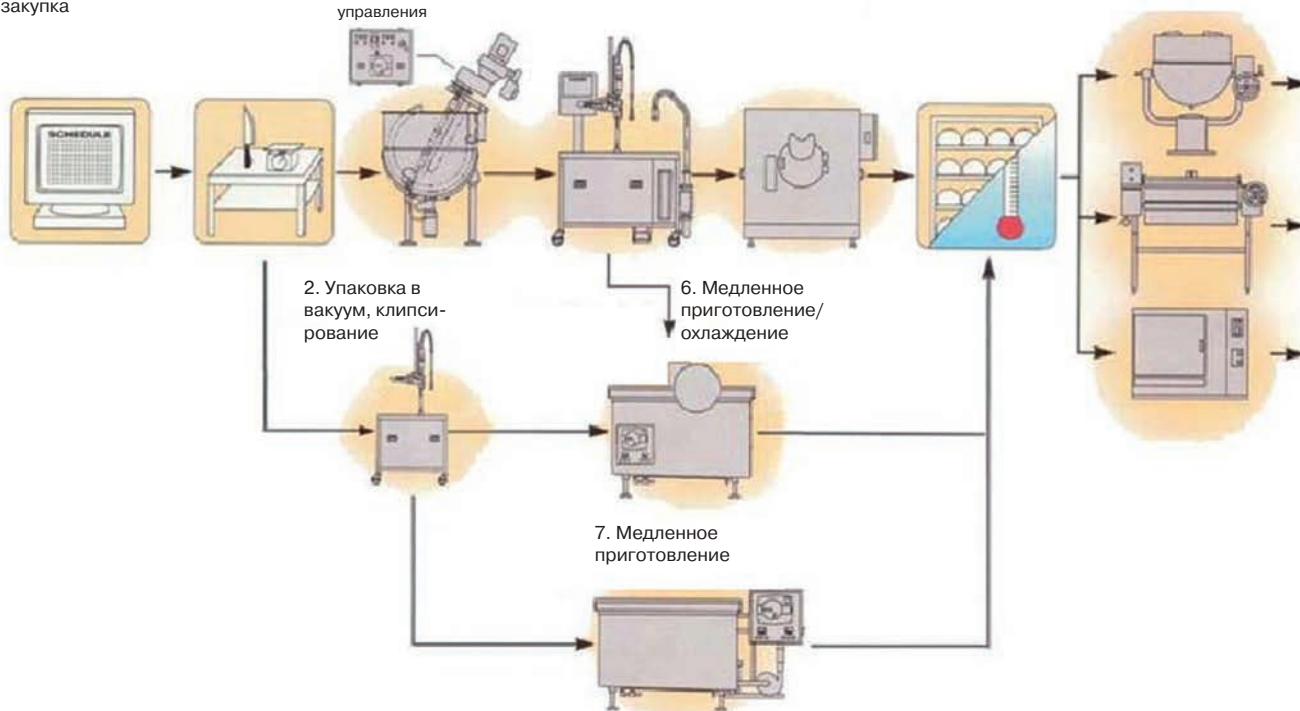 закупка
управления
SCHEDULE
2. Упаковка в
вакуум, клипси-
рование
6. Медленное
приготовление/
охлаждение
7. Медленное
приготовление